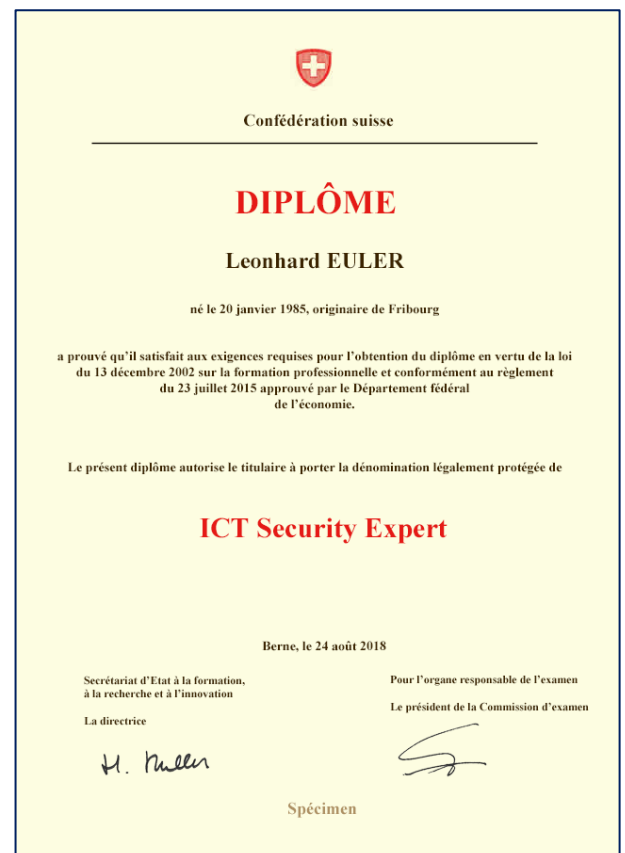 Confédération suisse
DIPLÔME
Leonhard EULER
né le 20 janvier 1985, originaire de Fribourg
a prouvé qu’il satisfait aux exigences requises pour l’obtention du diplôme en vertu de la loi
du 13 décembre 2002 sur la formation professionnelle et conformément au règlement
du 23 juillet 2015 approuvé par le Département fédéral
de l’économie.
Le présent diplôme autorise le titulaire à porter la dénomination légalement protégée de
ICT Security Expert
Berne, le 24 août 2018
Secrétariat d’Etat à la formation,
à la recherche et à l’innovation
La directrice
Pour l’organe responsable de l’examen
Le président de la Commission d’examen
Spécimen